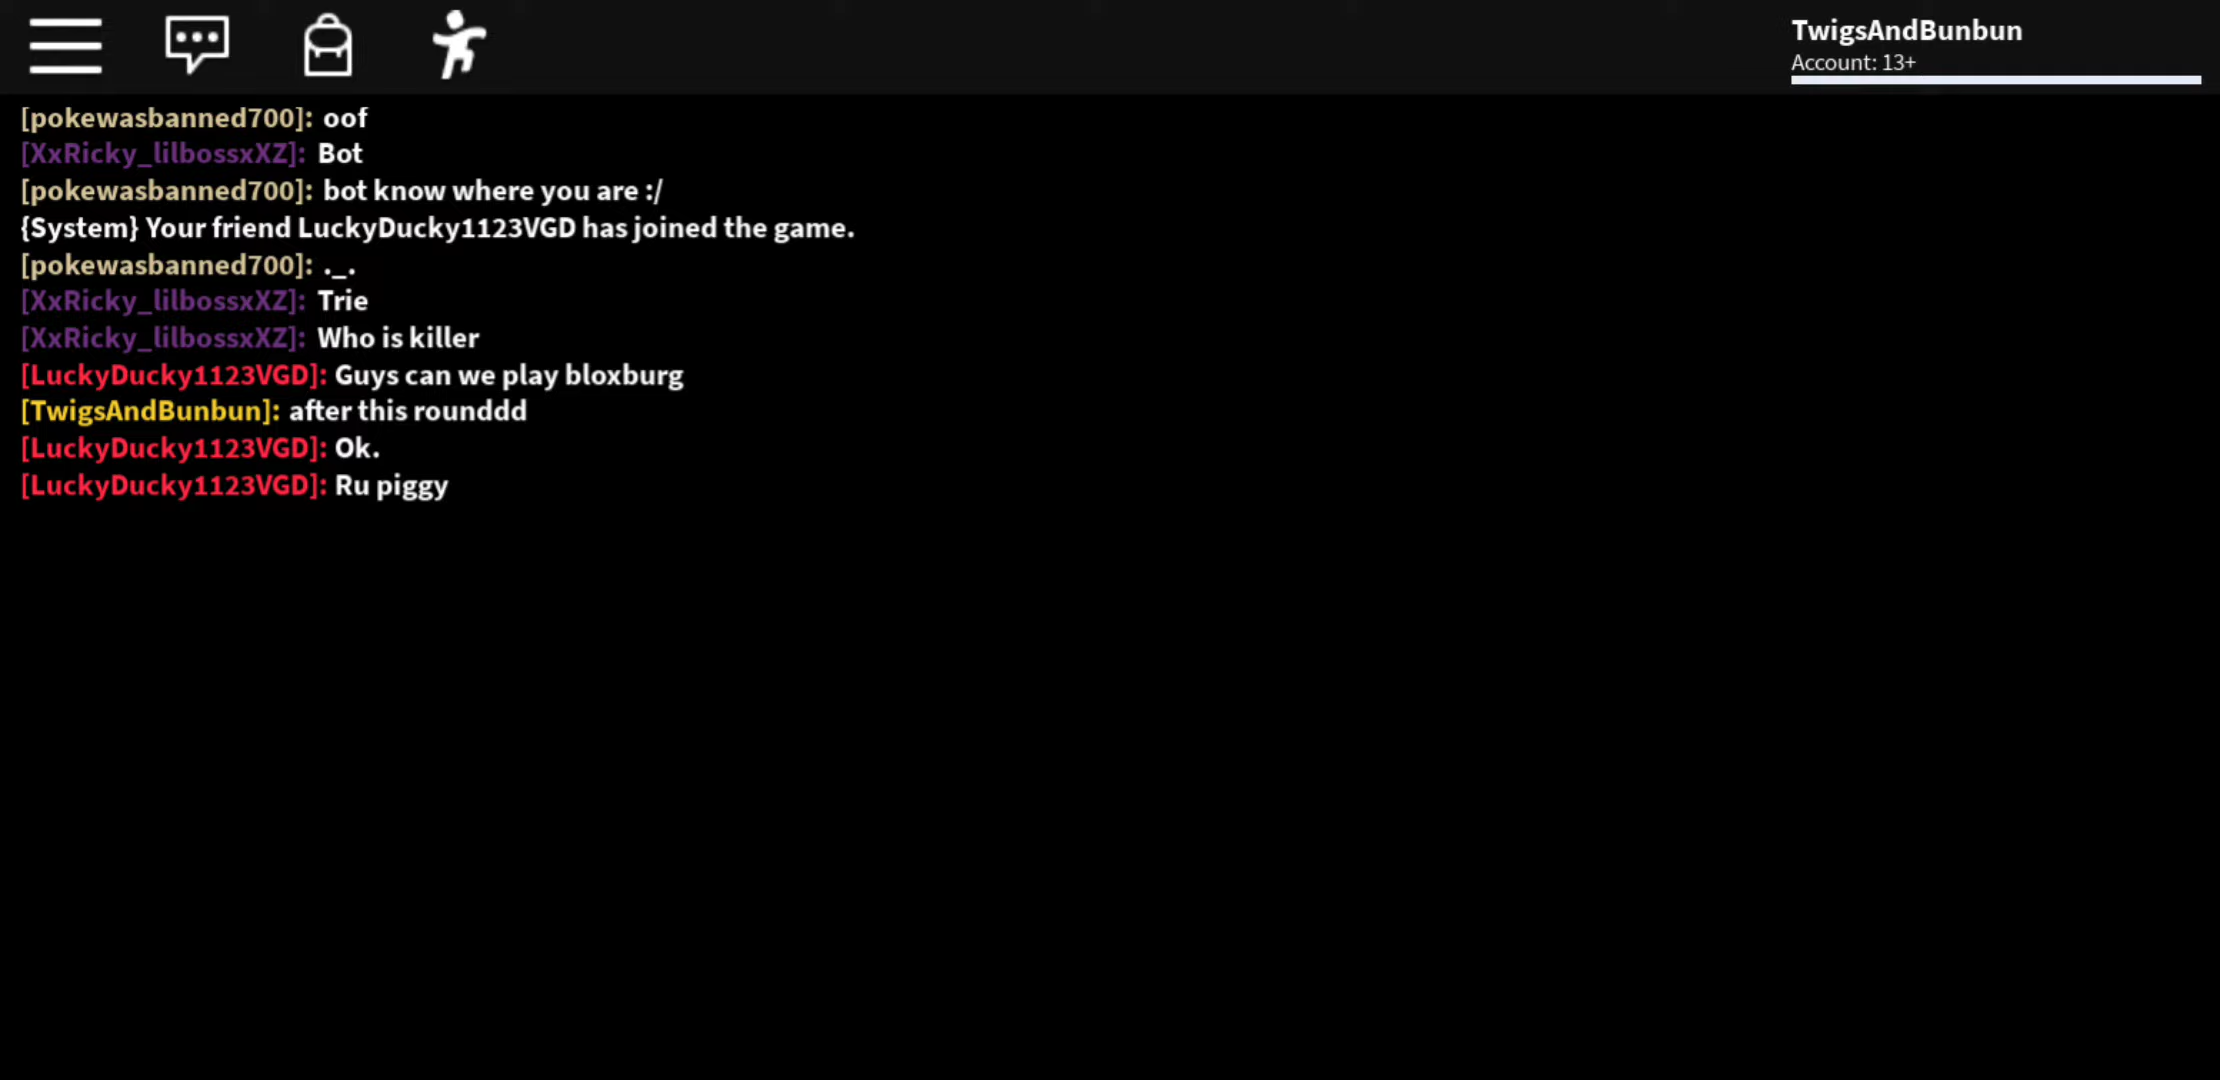 TwigsAndBunbun
Account: 13+
[pokewasbanned700]: oof
[XxRicky_lilbossxXZ]: Bot
[pokewasbanned700]: bot know where you are :/
{System} Your friend LuckyDucky1123VGD has joined the game.
[pokewasbanned700]: ._.
[XxRicky_lilbossxXZ]: Trie
[XxRicky_lilbossxXZ]: Who is killer
[LuckyDucky1123VGD]: Guys can we play bloxburg
[TwigsAndBunbun]: after this rounddd
[LuckyDucky1123VGD]: Ok.
[LuckyDucky1123VGD]: Ru piggy